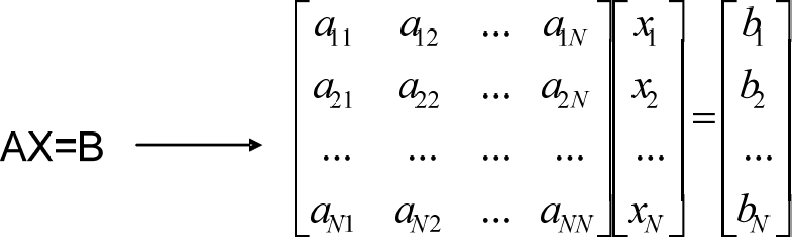 a₁₁ a₁₂ ... a₁N x₁ b₁
a₂₁ a₂₂ ... a₂N x₂ b₂
AX=B =
... ... ... ... ... ...
aN₁ aN₂ ... aNN xN bN